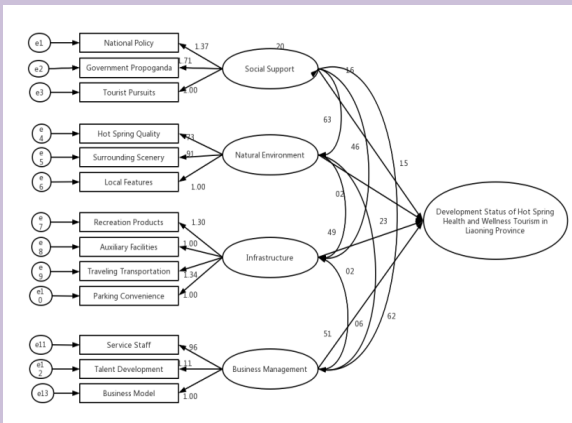 e1
National Policy
1.37
20
e2
Government Propoganda
1.71
Social Support
16
e3
Tourist Pursuits
1.00
63
e
4
Hot Spring Quality
46
e
5
Surrounding Scenery
.91
Natural Environment
15
e
6
Local Features
1.00
02
Development Status of Hot Spring
Health and Wellness Tourism in
Liaoning Province
e
7
Recreation Products
1.30
23
49
e
8
Auxiliary Facilities
1.00
Infrastructure
e
9
Traveling Transportation
1.34
02
e1
0
Parking Convenience
1.00
06
62
51
e11
Service Staff
.96
e1
2
Talent Development
1.11
Business Management
e13
Business Model
1.00